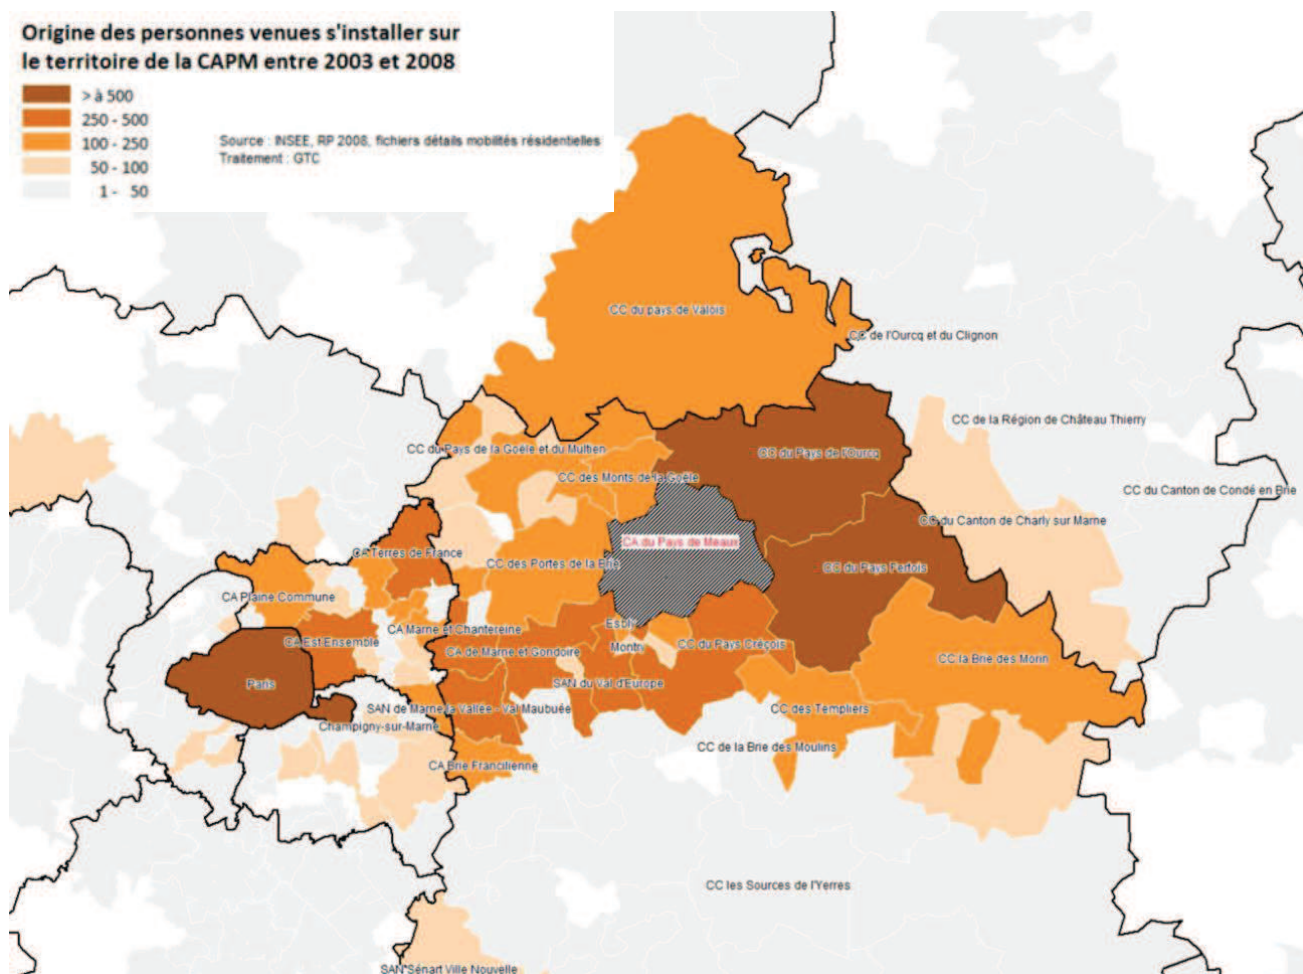 Origine des personnes venues s'installer sur
le territoire de la CAPM entre 2003 et 2008
> à 500
250 - 500
100 - 250
50 - 100
1 - 50
Source : INSEE, RP 2008, fichiers détails mobilités résidentielles
Traitement : GTC
CC du pays de Valois
CC de l'Ourcq et du Clignon
CC de la Région de Château Thierry
CC du Pays de la Goële et du Multien
CC du Pays de l'Ourcq
CC des Monts de la Goële
CC du Canton de Condé en Brie
CC du Canton de Charly sur Marne
CA du Pays de Meaux
CA Terres de France
CC des Portes de la Brie
CC du Pays Fertois
CA Plaine Commune
Esbly
CA Marne et Chantereine
CA Est Ensemble
CC du Pays Créçois
Montry
CA de Marne et Gondoire
CC la Brie des Morin
Paris
SAN du Val d'Europe
SAN de Marne la Vallée - Val Maubuée
CC des Templiers
Champigny-sur-Marne
CC de la Brie des Moulins
CA Brie Francilienne
CC les Sources de l'Yerres
SAN Sénart Ville Nouvelle